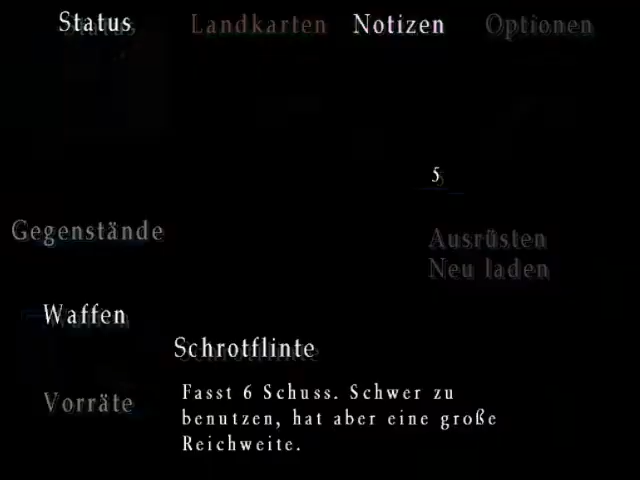 Status Landkarten Notizen Optionen
5
Gegenstände
Ausrüsten
Neu laden
Waffen
Schrotflinte
Vorräte
Fasst 6 Schuss. Schwer zu
benutzen, hat aber eine große
Reichweite.